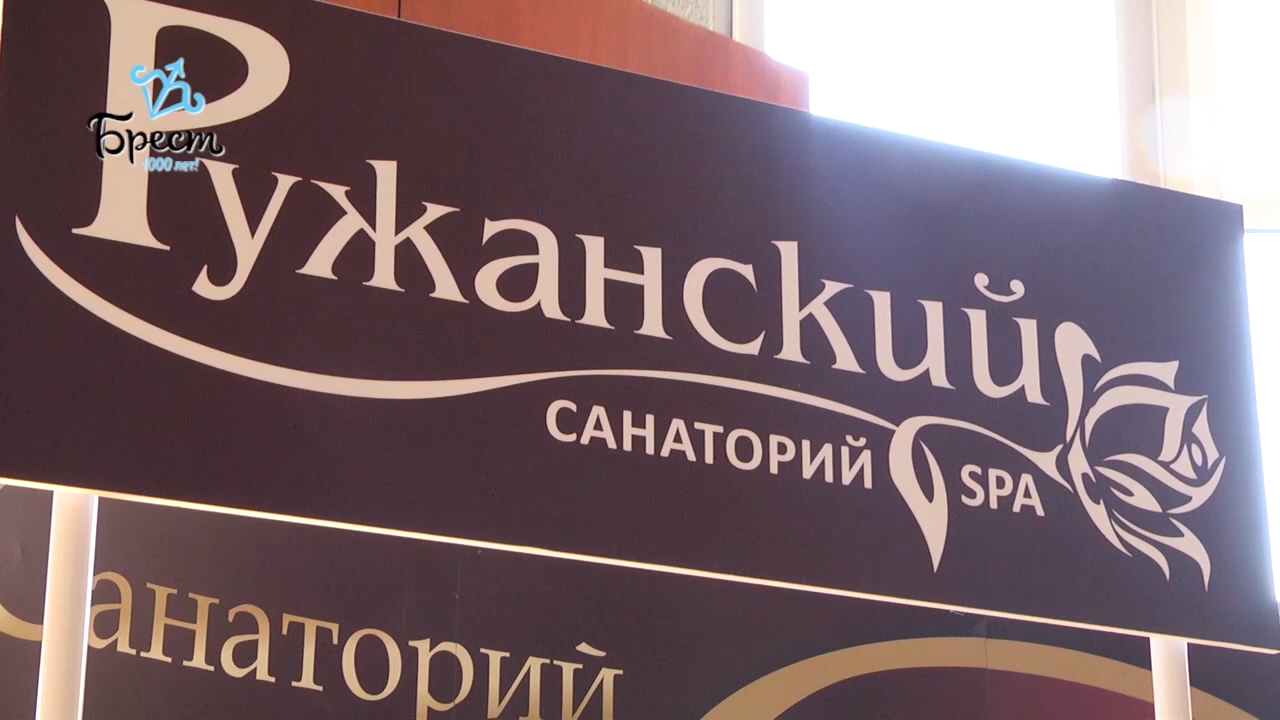 Брест
1000 лет!
Ружанский
САНАТОРИЙ SPA
Санаторий